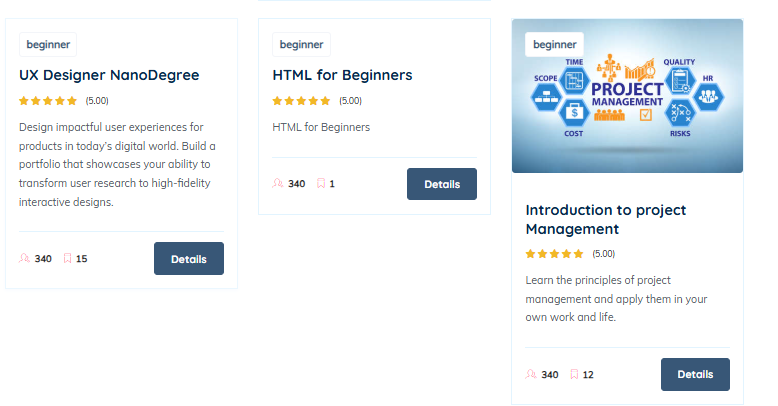 beginner
UX Designer NanoDegree
(5.00)
Design impactful user experiences for
products in today's digital world. Build a
portfolio that showcases your ability to
transform user research to high-fidelity
interactive designs.
340 15 Details
beginner
HTML for Beginners
(5.00)
HTML for Beginners
340 1 Details
beginner
TIME QUALITY
SCOPE HR
PROJECT
MANAGEMENT
COST RISKS
Introduction to project
Management
(5.00)
Learn the principles of project
management and apply them in your
own work and life.
340 12 Details